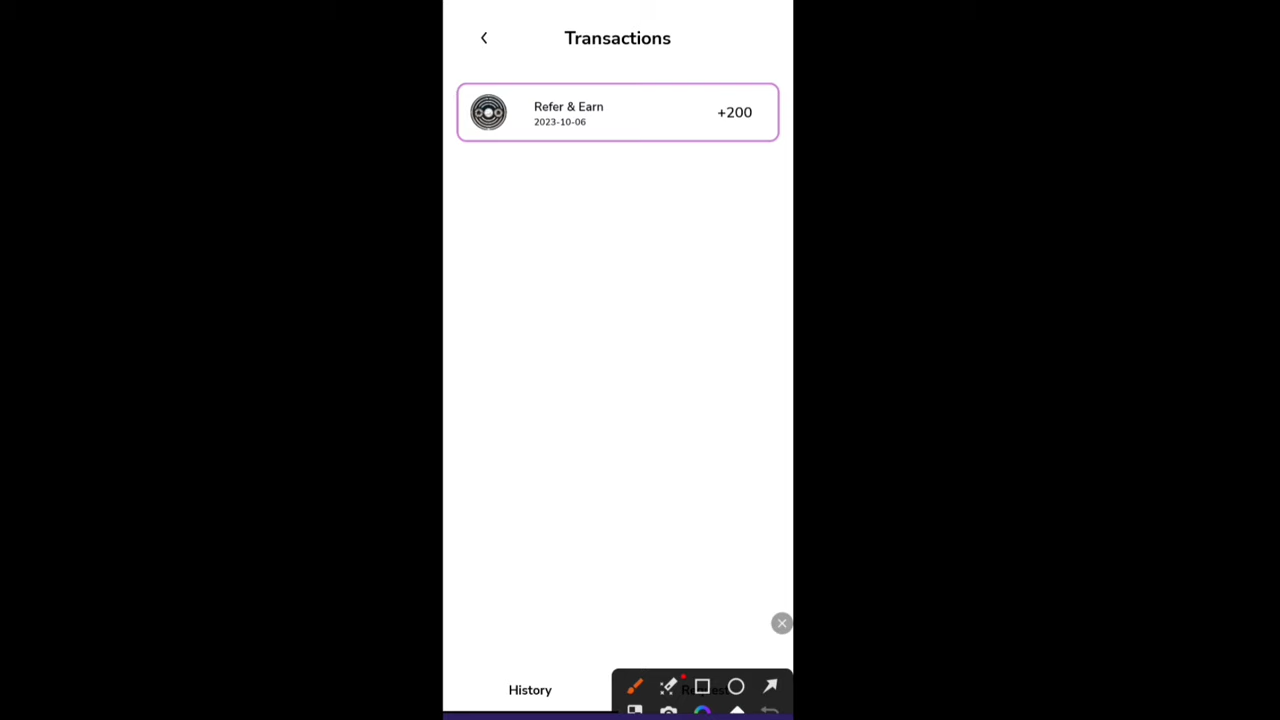 Transactions
Refer & Earn
2023-10-06
+200
History